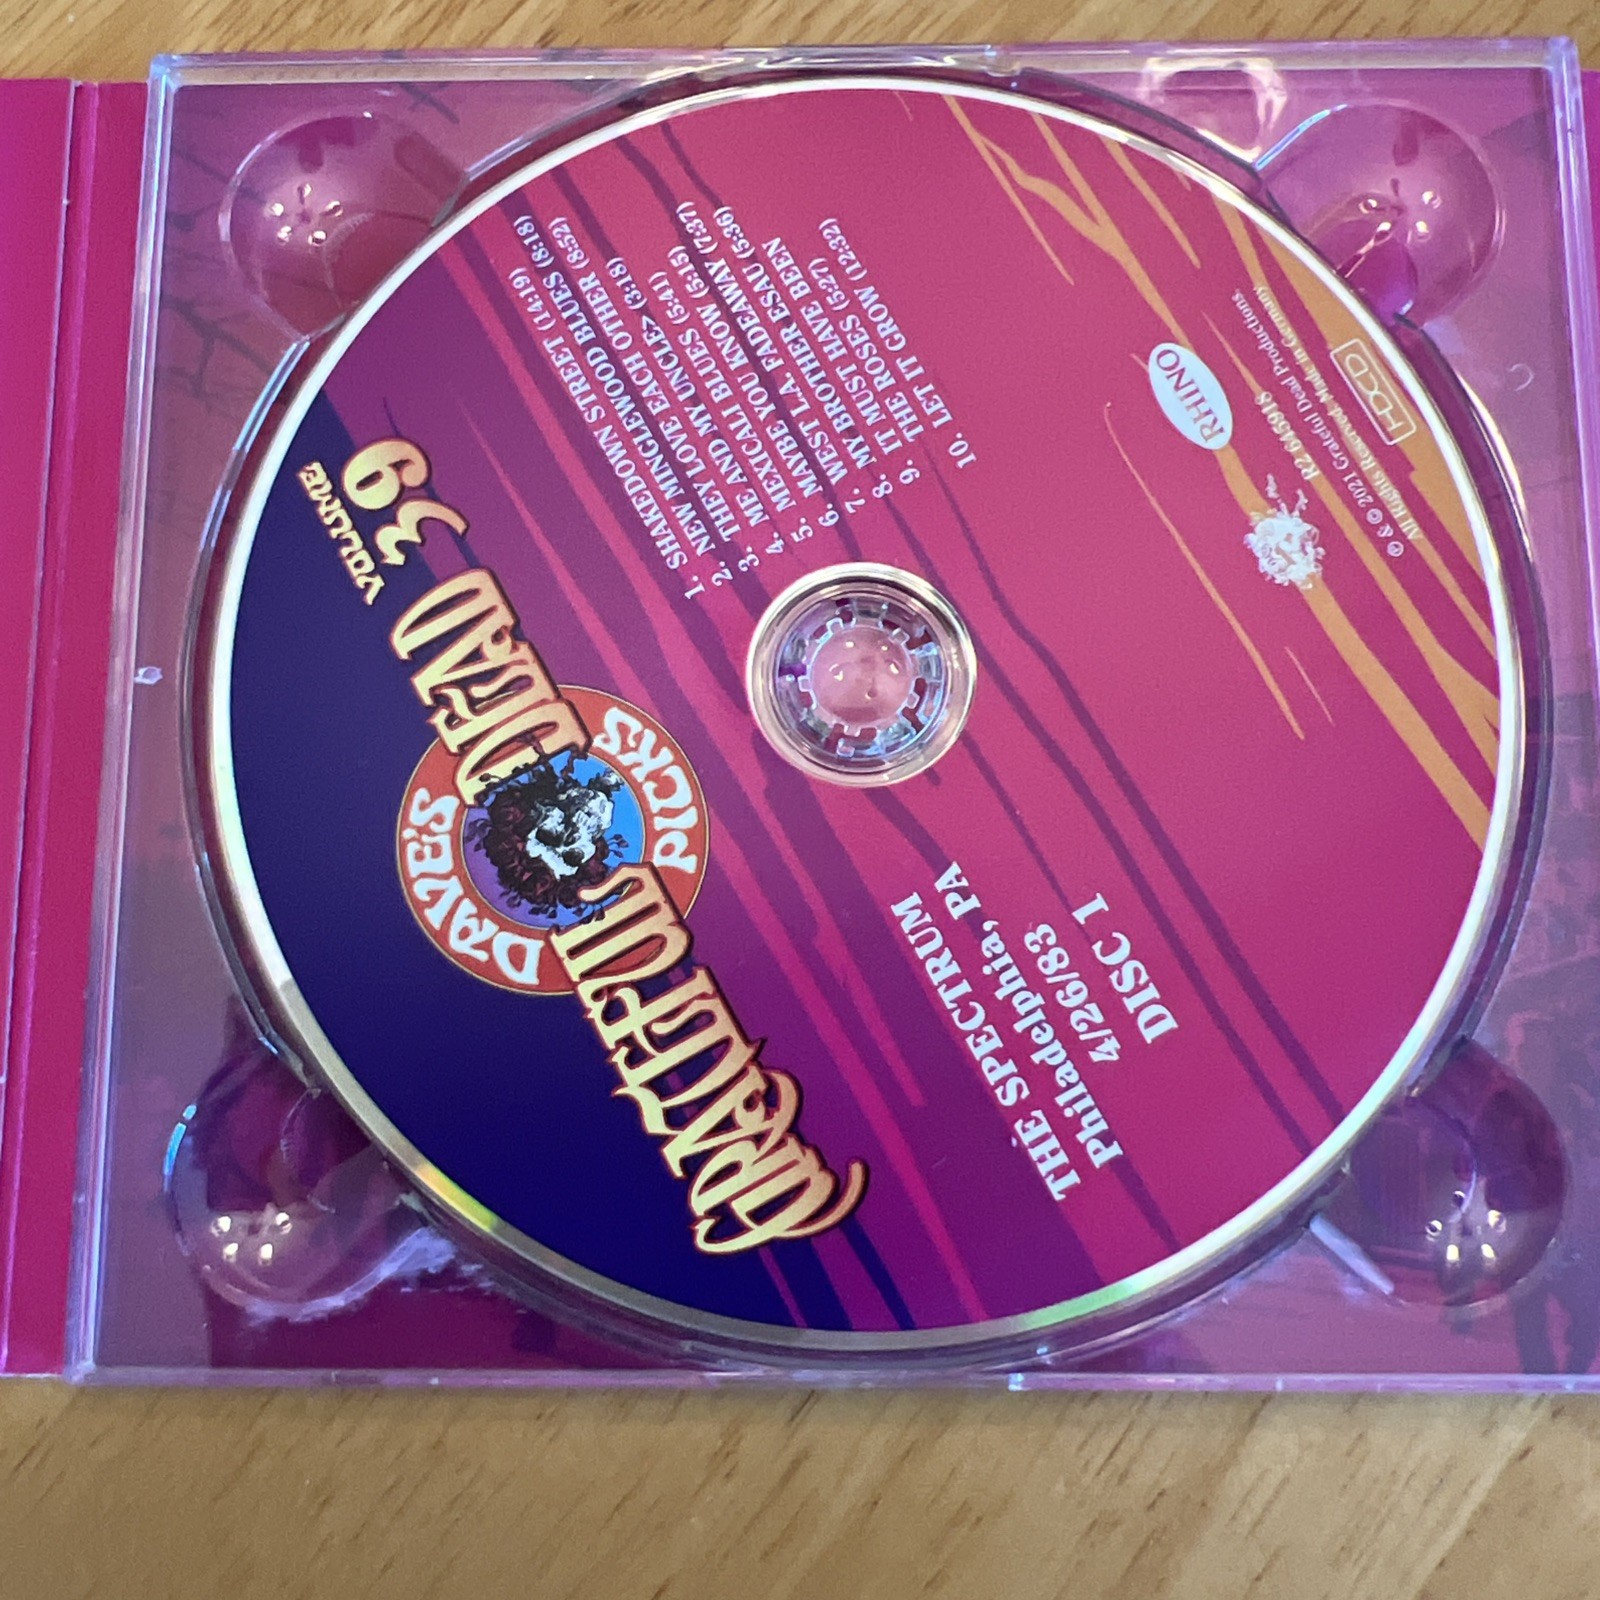 VOLUME
39
GRATEFUL DEAD
DAVE'S
PICKS
1. SHAKEDOWN STREET (14:19)
2. NEW MINGLEWOOD BLUES (8:18)
3. THEY LOVE EACH OTHER (8:52)
4. ME AND MY UNCLE> (3:18)
5. MEXICALI BLUES (5:41)
6. MAYBE YOU KNOW (5:15)
7. WEST L.A. FADEAWAY (7:37)
8. MY BROTHER ESAU (5:36)
9. IT MUST HAVE BEEN
THE ROSES (5:27)
10. LET IT GROW (12:32)
THE SPECTRUM
Philadelphia, PA
4/26/83
DISC 1
RHINO
R2 645918
℗ & © 2021 Grateful Dead Productions.
All Rights Reserved. Made in Germany.
HDCD